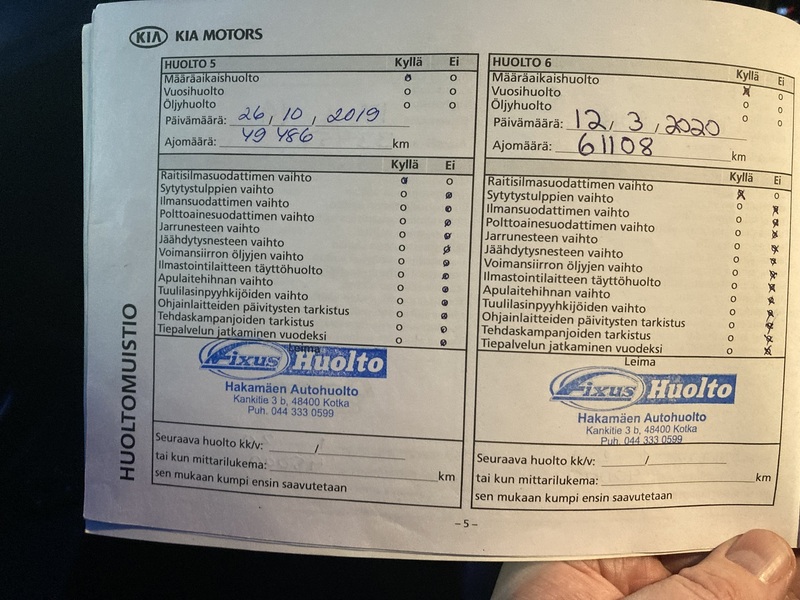 KIA KIA MOTORS
HUOLTO 5 Kyllä Ei
Määräaikaishuolto
Vuosihuolto
Öljyhuolto
Päivämäärä: 26, 10, 2019
Ajomäärä: 49 486 km
Kyllä Ei
Raitisilmasuodattimen vaihto
Sytytystulppien vaihto
Ilmansuodattimen vaihto
Polttoainesuodattimen vaihto
Jarrunesteen vaihto
Jäähdytysnesteen vaihto
Voimansiirron öljyjen vaihto
Ilmastointilaitteen täyttöhuolto
Apulaitehihnan vaihto
Tuulilasinpyyhkijöiden vaihto
Ohjainlaitteiden päivitysten tarkistus
Tehdaskampanjoiden tarkistus
Tiepalvelun jatkaminen vuodeksi
Leima
Fixus Huolto
Hakamäen Autohuolto
Kankitie 3 b, 48400 Kotka
Puh. 044 333 0599
Seuraava huolto kk/v: /
tai kun mittarilukema: km
sen mukaan kumpi ensin saavutetaan
HUOLTO 6 Kyllä Ei
Määräaikaishuolto
Vuosihuolto
Öljyhuolto
Päivämäärä: 12, 3, 2020
Ajomäärä: 61108 km
Kyllä Ei
Raitisilmasuodattimen vaihto
Sytytystulppien vaihto
Ilmansuodattimen vaihto
Polttoainesuodattimen vaihto
Jarrunesteen vaihto
Jäähdytysnesteen vaihto
Voimansiirron öljyjen vaihto
Ilmastointilaitteen täyttöhuolto
Apulaitehihnan vaihto
Tuulilasinpyyhkijöiden vaihto
Ohjainlaitteiden päivitysten tarkistus
Tehdaskampanjoiden tarkistus
Tiepalvelun jatkaminen vuodeksi
Leima
Fixus Huolto
Hakamäen Autohuolto
Kankitie 3 b, 48400 Kotka
Puh. 044 333 0599
Seuraava huolto kk/v: /
tai kun mittarilukema: km
sen mukaan kumpi ensin saavutetaan
HUOLTOMUISTIO
–5–